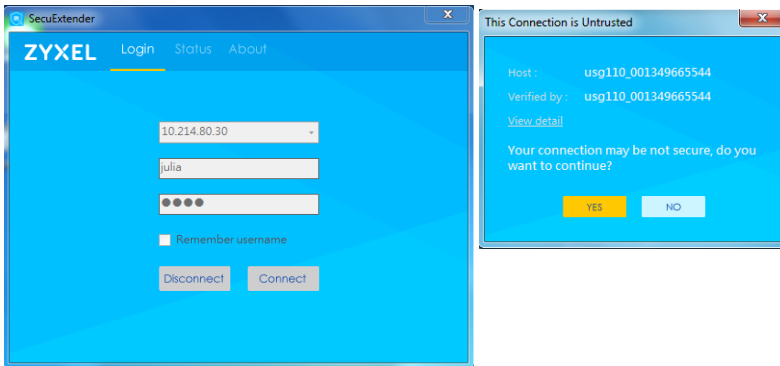 SecuExtender
ZYXEL Login Status About
10.214.80.30
julia
Remember username
Disconnect Connect
This Connection is Untrusted
Host : usg110_001349665544
Verified by : usg110_001349665544
View detail
Your connection may be not secure, do you
want to continue?
YES NO